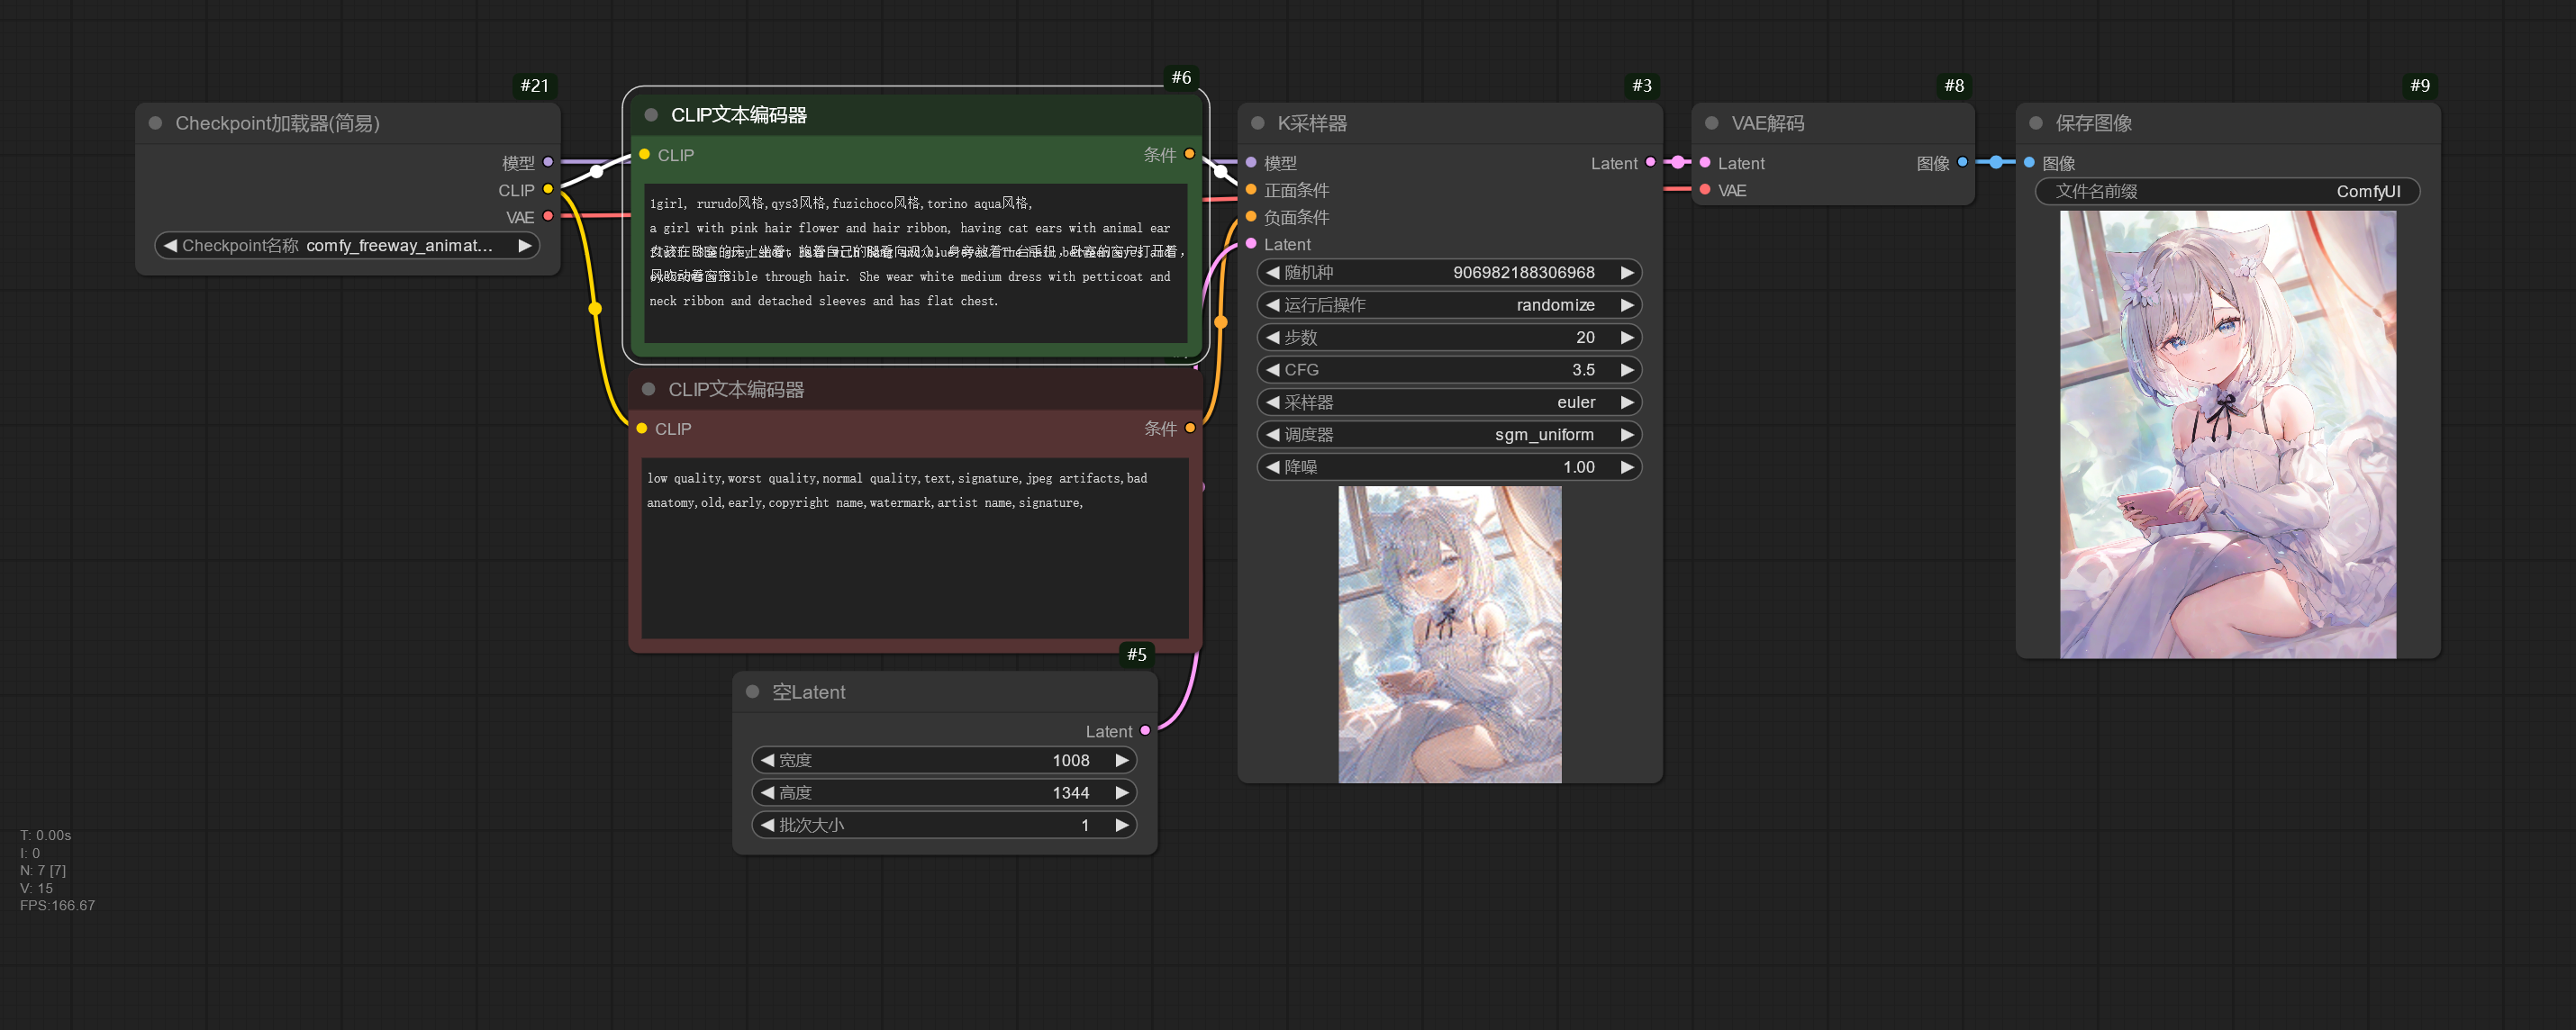 #21
Checkpoint加载器(简易)
模型
CLIP
VAE
Checkpoint名称 comfy_freeway_animat...
#6
CLIP文本编码器
CLIP 条件
1girl, rurudo风格,qys3风格,fuzichoco风格,torino aqua风格,
a girl with pink hair flower and hair ribbon, having cat ears with animal ear
visible through hair. She wear white medium dress with petticoat and
neck ribbon and detached sleeves and has flat chest.
CLIP文本编码器
CLIP 条件
low quality,worst quality,normal quality,text,signature,jpeg artifacts,bad
anatomy,old,early,copyright name,watermark,artist name,signature,
#5
空Latent
Latent
宽度 1008
高度 1344
批次大小 1
#3
K采样器
模型 Latent
正面条件
负面条件
Latent
随机种 906982188306968
运行后操作 randomize
步数 20
CFG 3.5
采样器 euler
调度器 sgm_uniform
降噪 1.00
#8
VAE解码
Latent 图像
VAE
#9
保存图像
图像
文件名前缀 ComfyUI
T: 0.00s
I: 0
N: 7 [7]
V: 15
FPS:166.67